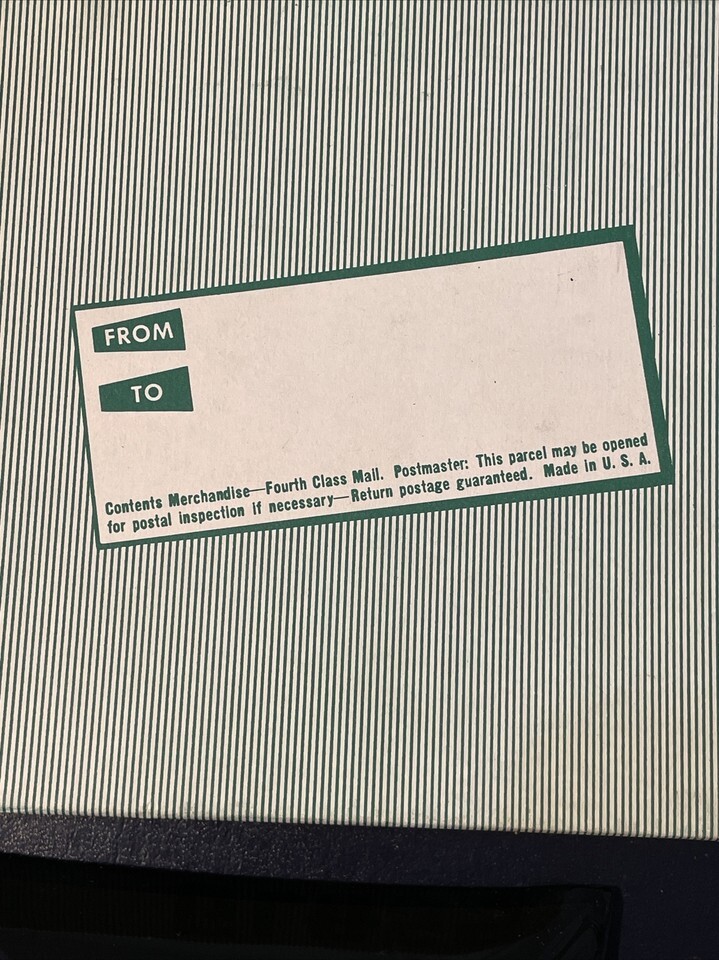 FROM
TO
Contents Merchandise—Fourth Class Mail. Postmaster: This parcel may be opened
for postal inspection if necessary—Return postage guaranteed. Made in U. S. A.